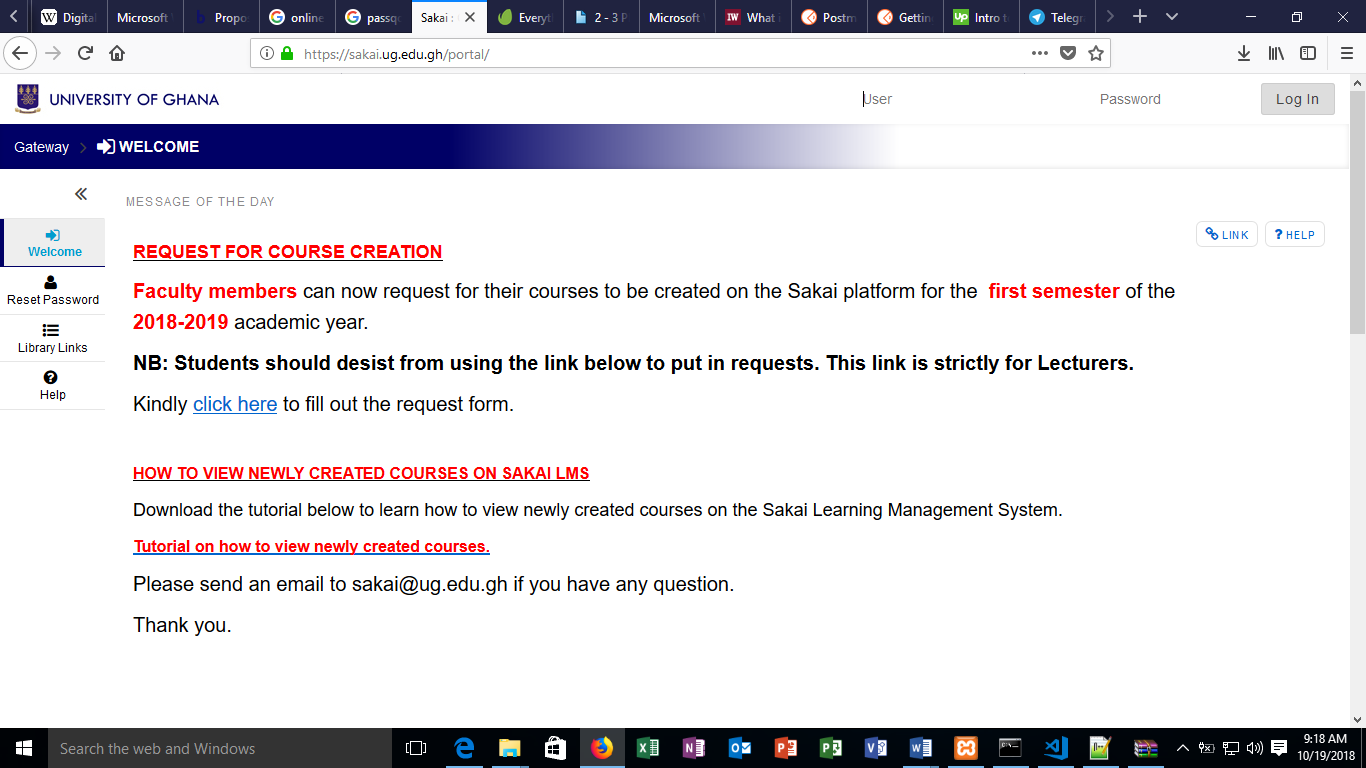 Digital
Microsoft
Propo
online
passqo
Sakai :
Everyt
2 - 3 P
Microsoft
What i
Postm
Gettin
Intro t
Telegr
https://sakai.ug.edu.gh/portal/
UNIVERSITY OF GHANA
User
Password
Log In
Gateway
WELCOME
MESSAGE OF THE DAY
LINK
HELP
Welcome
Reset Password
Library Links
Help
REQUEST FOR COURSE CREATION
Faculty members can now request for their courses to be created on the Sakai platform for the first semester of the
2018-2019 academic year.
NB: Students should desist from using the link below to put in requests. This link is strictly for Lecturers.
Kindly click here to fill out the request form.
HOW TO VIEW NEWLY CREATED COURSES ON SAKAI LMS
Download the tutorial below to learn how to view newly created courses on the Sakai Learning Management System.
Tutorial on how to view newly created courses.
Please send an email to sakai@ug.edu.gh if you have any question.
Thank you.
Search the web and Windows
9:18 AM
10/19/2018